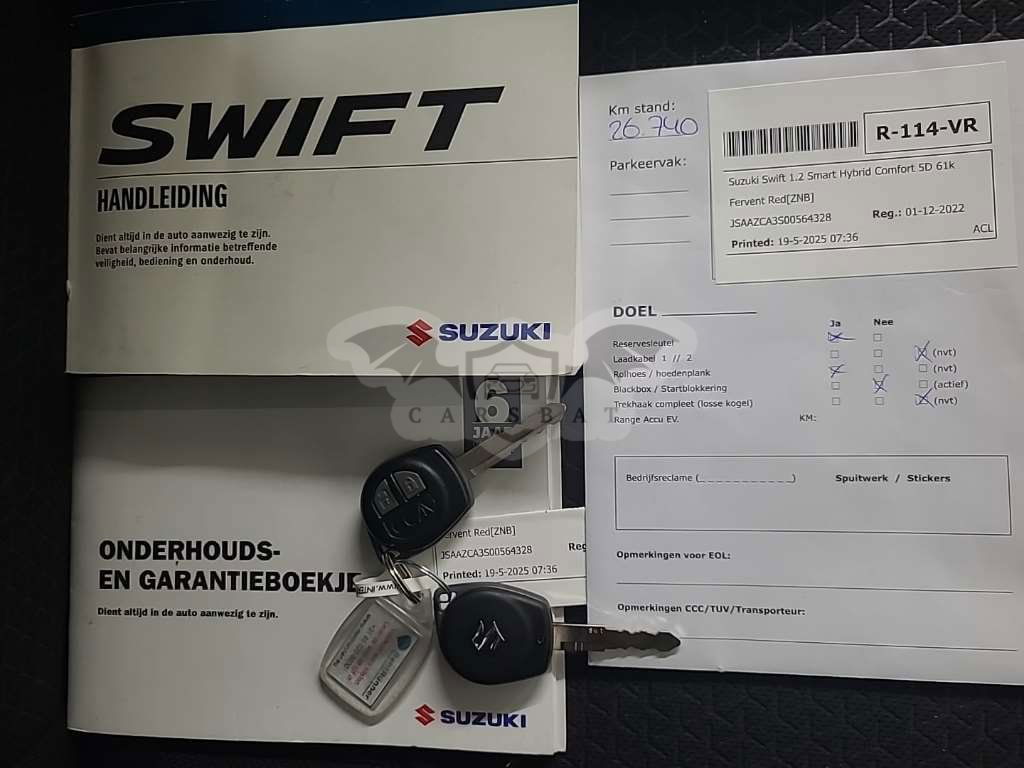 SWIFT
HANDLEIDING
Dient altijd in de auto aanwezig te zijn.
Bevat belangrijke informatie betreffende
veiligheid, bediening en onderhoud.
SUZUKI
6
JAAR
CARSBAT
ONDERHOUDS-
EN GARANTIEBOEKJE
Dient altijd in de auto aanwezig te zijn.
SUZUKI
Fervent Red[ZNB]
JSAAZCA3S00564328 Reg
Printed: 19-5-2025 07:36
Km stand:
26.740
Parkeervak:
R-114-VR
Suzuki Swift 1.2 Smart Hybrid Comfort 5D 61k
Fervent Red[ZNB]
JSAAZCA3S00564328 Reg.: 01-12-2022
ACL
Printed: 19-5-2025 07:36
DOEL
Ja Nee
Reservesleutel
Laadkabel 1 // 2 (nvt)
Rolhoes / hoedenplank (nvt)
Blackbox / Startblokkering (actief)
Trekhaak compleet (losse kogel) (nvt)
Range Accu EV. KM:
Bedrijfsreclame (___________) Spuitwerk / Stickers
Opmerkingen voor EOL:
Opmerkingen CCC/TUV/Transporteur: